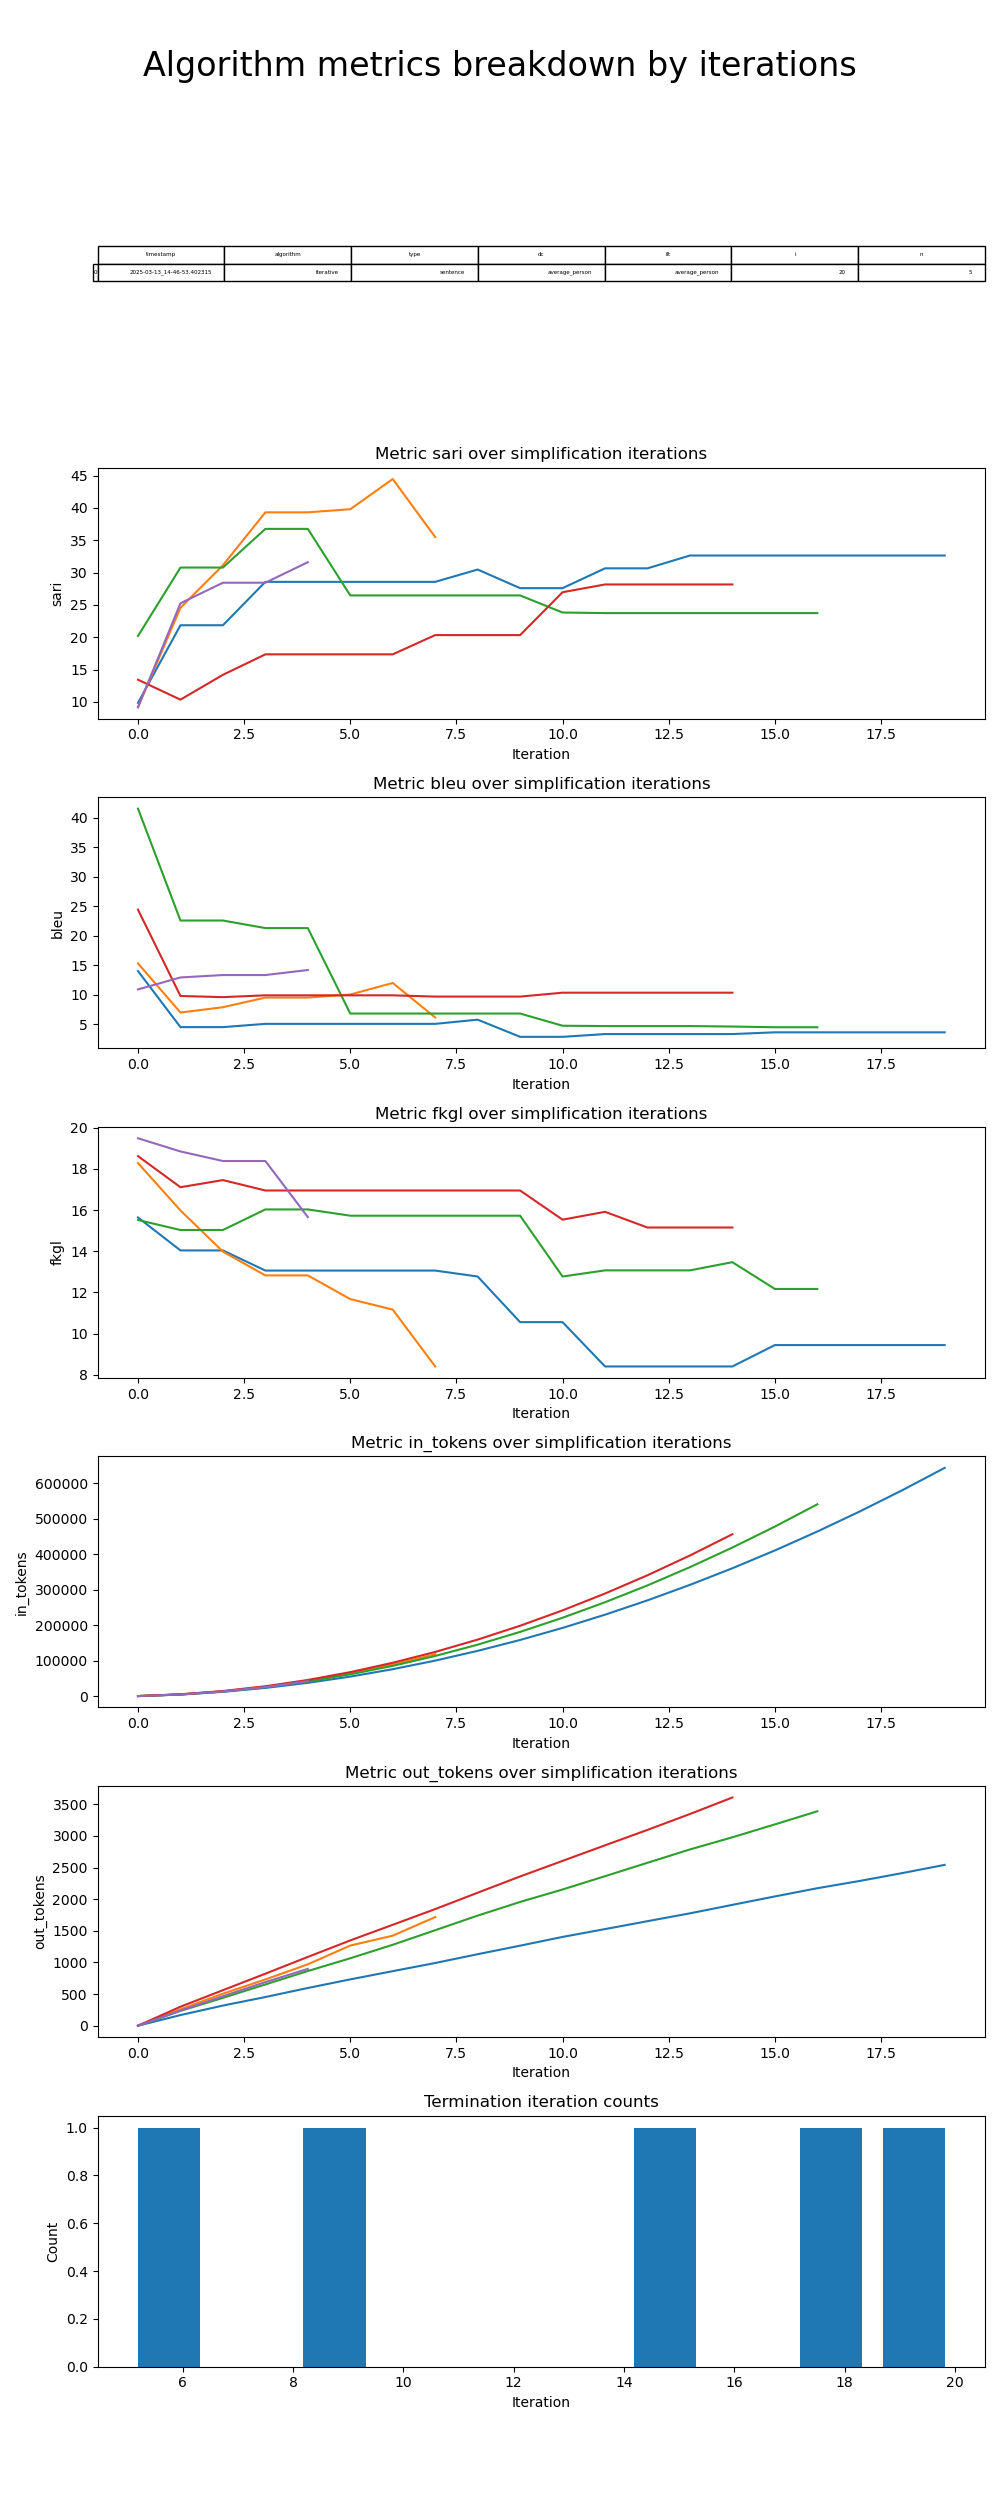 Algorithm metrics breakdown by iterations
timestamp algorithm type dc ilt i n
0 2025-03-13_14-46-53.402315 iterative sentence average_person average_person 20 5
Metric sari over simplification iterations
45
40
35
30
25
20
15
10
sari
0.0 2.5 5.0 7.5 10.0 12.5 15.0 17.5
Iteration
Metric bleu over simplification iterations
40
35
30
25
20
15
10
5
bleu
0.0 2.5 5.0 7.5 10.0 12.5 15.0 17.5
Iteration
Metric fkgl over simplification iterations
20
18
16
14
12
10
8
fkgl
0.0 2.5 5.0 7.5 10.0 12.5 15.0 17.5
Iteration
Metric in_tokens over simplification iterations
600000
500000
400000
300000
200000
100000
0
in_tokens
0.0 2.5 5.0 7.5 10.0 12.5 15.0 17.5
Iteration
Metric out_tokens over simplification iterations
3500
3000
2500
2000
1500
1000
500
0
out_tokens
0.0 2.5 5.0 7.5 10.0 12.5 15.0 17.5
Iteration
Termination iteration counts
1.0
0.8
0.6
0.4
0.2
0.0
Count
6 8 10 12 14 16 18 20
Iteration